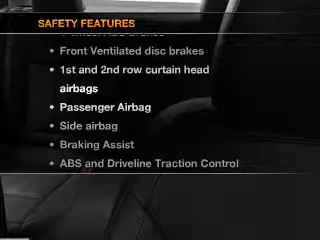 SAFETY FEATURES
• Front Ventilated disc brakes
• 1st and 2nd row curtain head
airbags
• Passenger Airbag
• Side airbag
• Braking Assist
• ABS and Driveline Traction Control